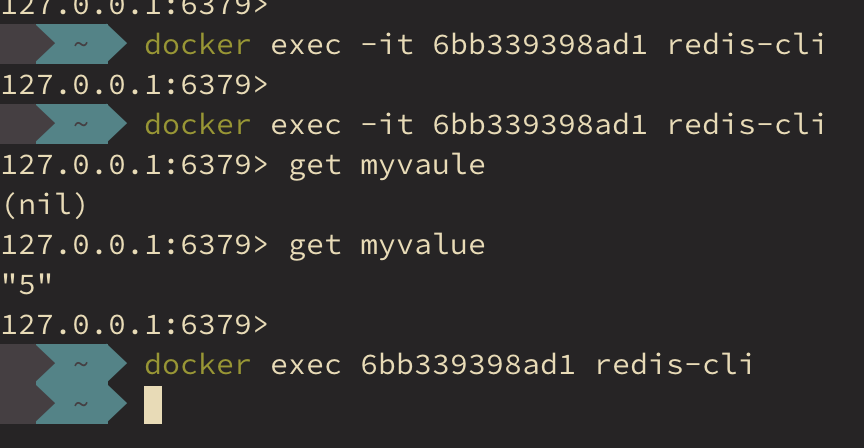 127.0.0.1:6379>
~ docker exec -it 6bb339398ad1 redis-cli
127.0.0.1:6379>
~ docker exec -it 6bb339398ad1 redis-cli
127.0.0.1:6379> get myvaule
(nil)
127.0.0.1:6379> get myvalue
"5"
127.0.0.1:6379>
~ docker exec 6bb339398ad1 redis-cli
~